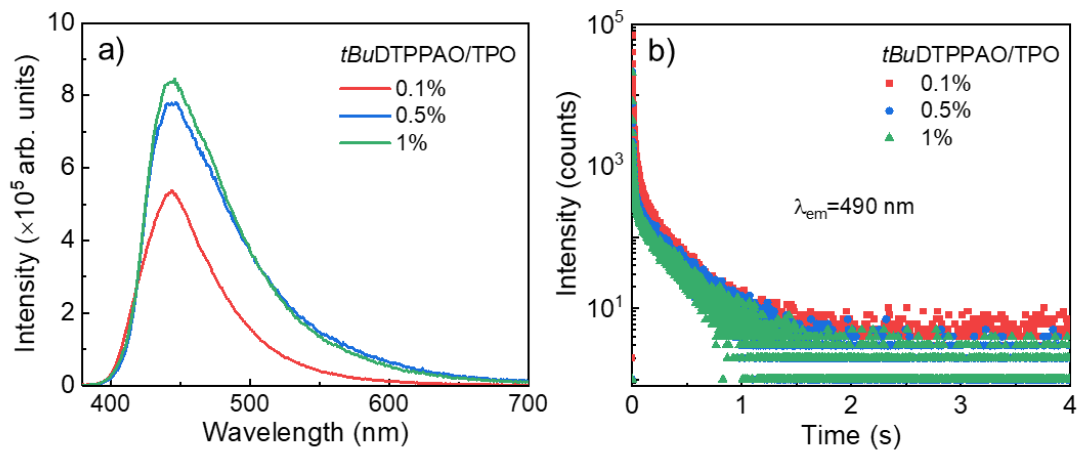 a)
tBuDTPPAO/TPO
0.1%
0.5%
1%
10
8
6
4
2
0
Intensity (×10⁵ arb. units)
400
500
600
700
Wavelength (nm)
b)
tBuDTPPAO/TPO
0.1%
0.5%
1%
λem=490 nm
10⁵
10³
10¹
Intensity (counts)
0
1
2
3
4
Time (s)